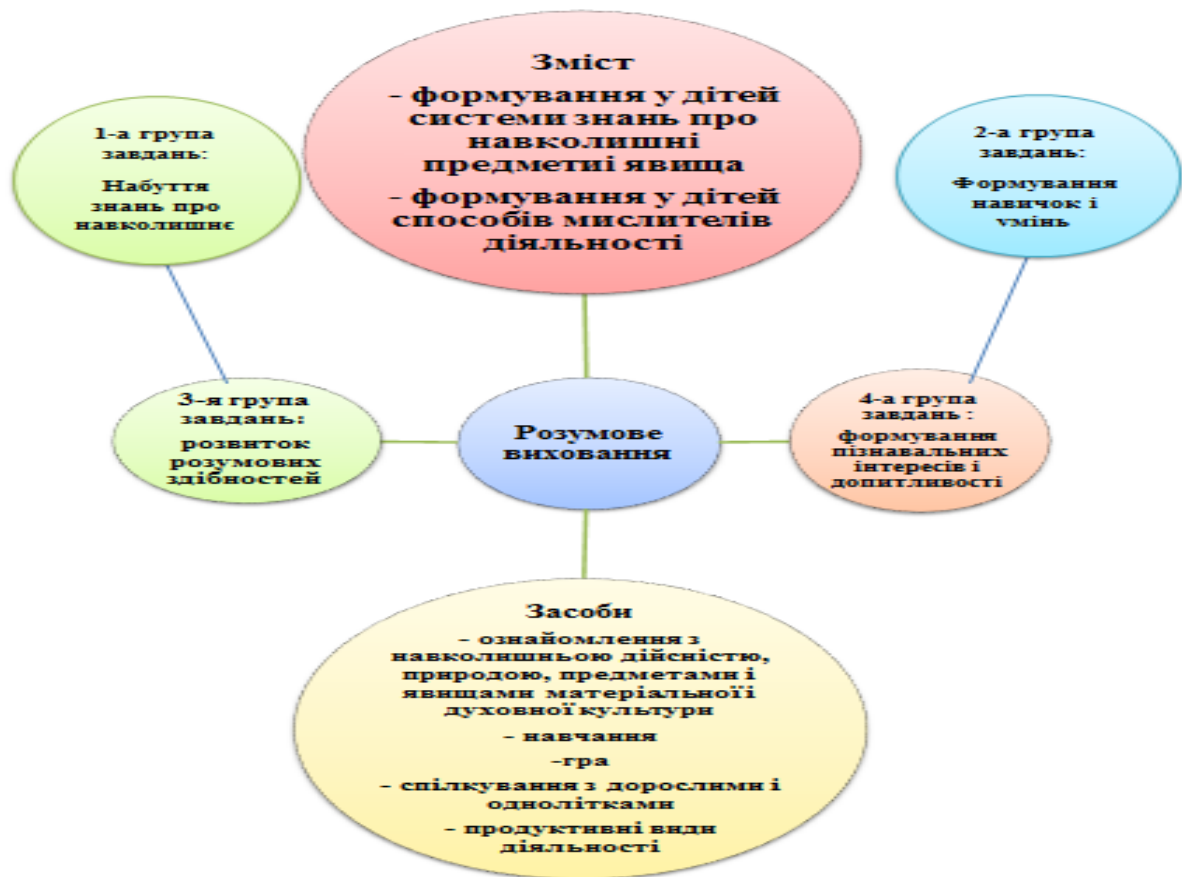 Зміст
- формування у дітей
системи знань про
навколишні
предметиі явища
- формування у дітей
способів мислителів
діяльності
1-а група
завдань:
Набуття
знань про
навколишнє
2-а група
завдань:
Формування
навичок і
умінь
3-я група
завдань:
розвиток
розумових
здібностей
Розумове
виховання
4-а група
завдань :
формування
пізнавальних
інтересів і
допитливості
Засоби
- ознайомлення з
навколишньою дійсністю,
природою, предметами і
явищами матеріальної і
духовної культури
- навчання
-гра
- спілкування з дорослими і
однолітками
- продуктивні види
діяльності